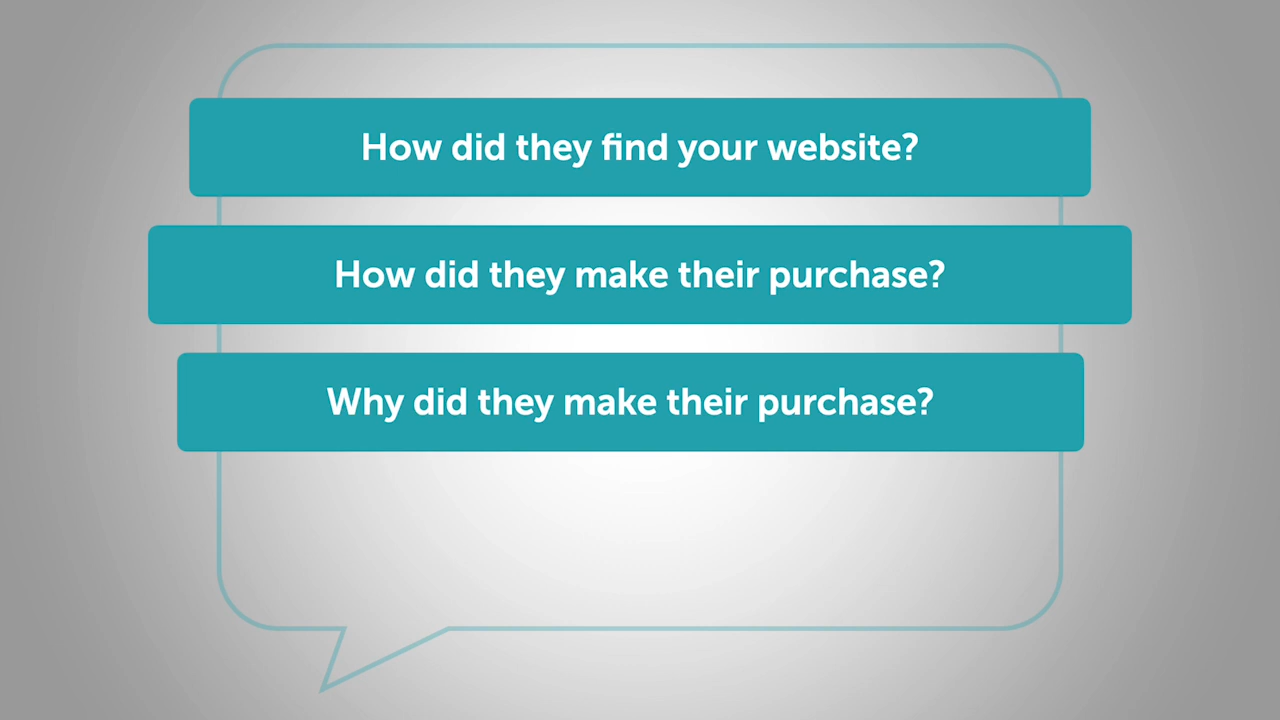 How did they find your website?
How did they make their purchase?
Why did they make their purchase?